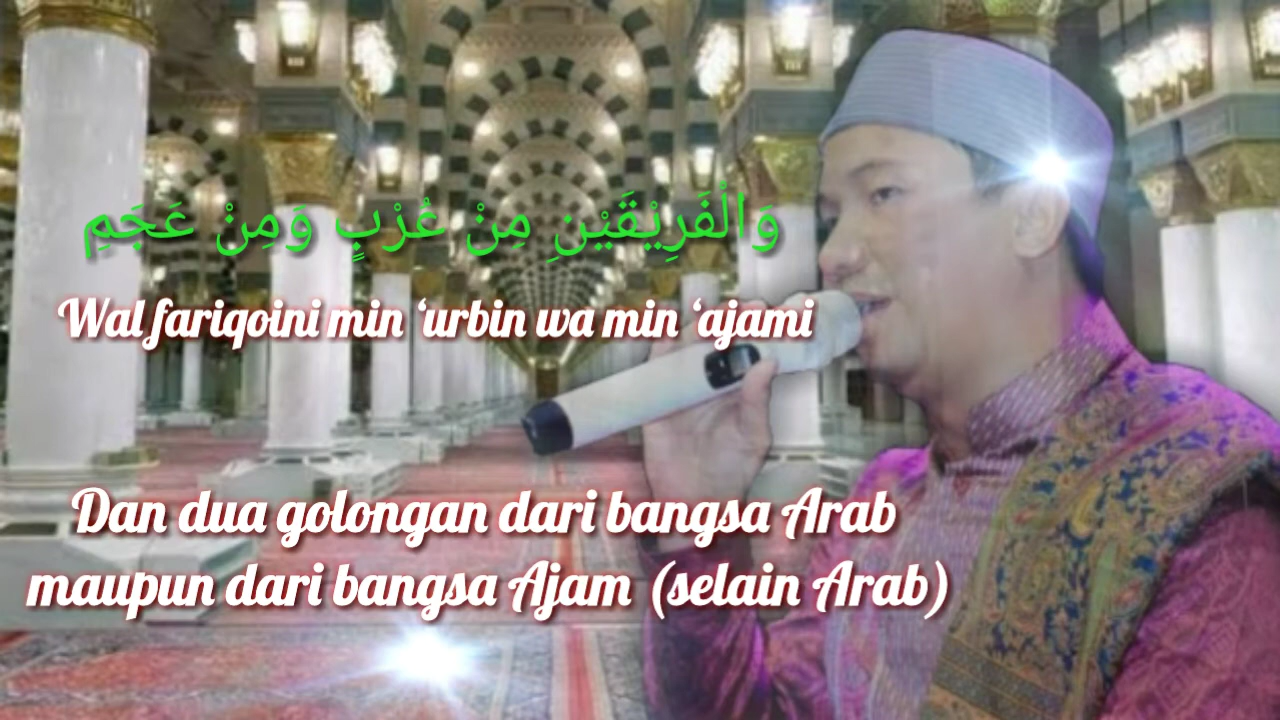 وَالْفَرِيْقَيْنِ مِنْ عُرْبٍ وَمِنْ عَجَمِ
Wal fariqoini min ‘urbin wa min ‘ajami
Dan dua golongan dari bangsa Arab
maupun dari bangsa Ajam (selain Arab)